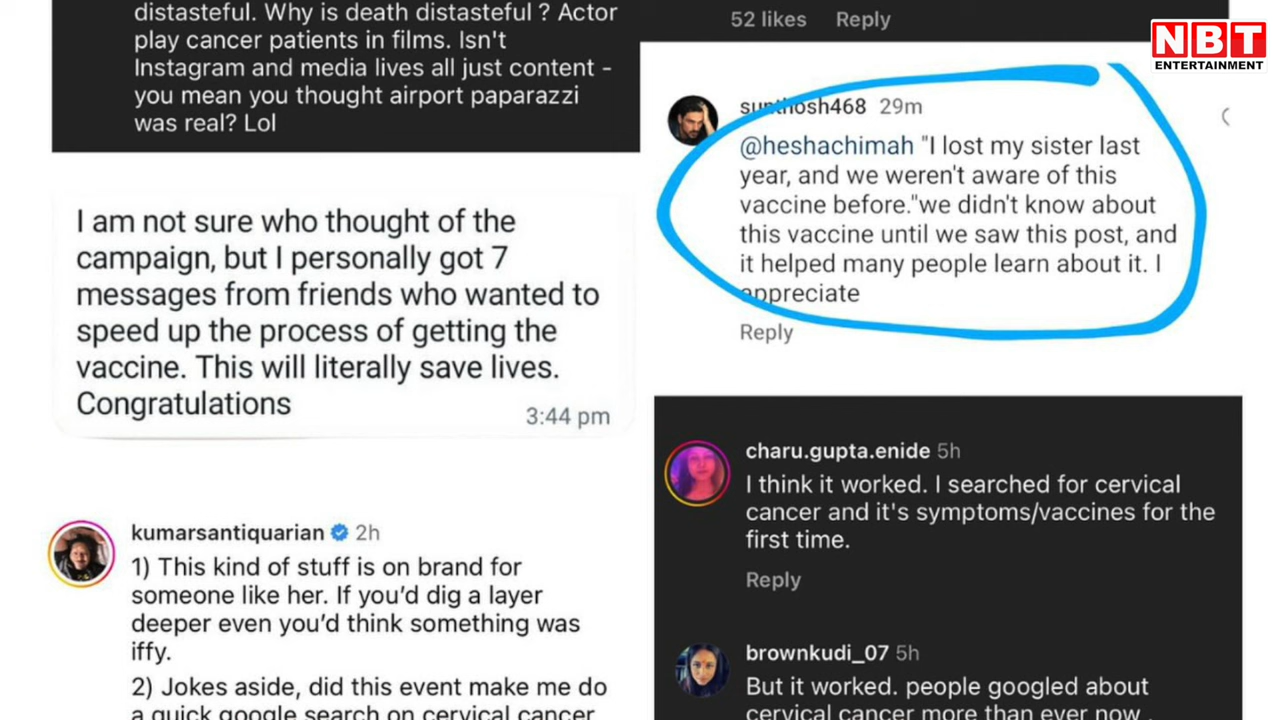 distasteful. Why is death distasteful ? Actor
play cancer patients in films. Isn't
Instagram and media lives all just content -
you mean you thought airport paparazzi
was real? Lol
I am not sure who thought of the
campaign, but I personally got 7
messages from friends who wanted to
speed up the process of getting the
vaccine. This will literally save lives.
Congratulations
3:44 pm
kumarsantiquarian 2h
1) This kind of stuff is on brand for
someone like her. If you'd dig a layer
deeper even you'd think something was
iffy.
2) Jokes aside, did this event make me do
a quick google search on cervical cancer
52 likes Reply
NBT
ENTERTAINMENT
sunthosh468 29m
@heshachimah "I lost my sister last
year, and we weren't aware of this
vaccine before."we didn't know about
this vaccine until we saw this post, and
it helped many people learn about it. I
appreciate
Reply
charu.gupta.enide 5h
I think it worked. I searched for cervical
cancer and it's symptoms/vaccines for the
first time.
Reply
brownkudi_07 5h
But it worked. people googled about
cervical cancer more than ever now